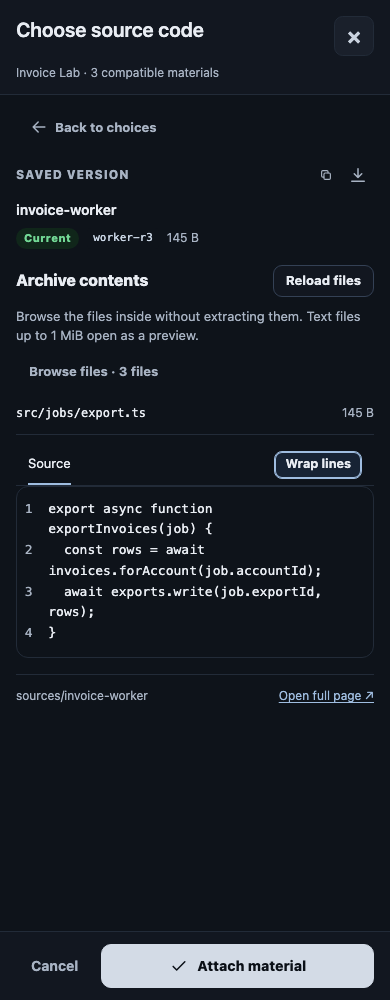 Choose source code
Invoice Lab · 3 compatible materials
Back to choices
SAVED VERSION
invoice-worker
Current worker-r3 145 B
Archive contents
Reload files
Browse the files inside without extracting them. Text files
up to 1 MiB open as a preview.
Browse files · 3 files
src/jobs/export.ts 145 B
Source
Wrap lines
1 export async function
exportInvoices(job) {
2 const rows = await
invoices.forAccount(job.accountId);
3 await exports.write(job.exportId,
rows);
4 }
sources/invoice-worker
Open full page ↗
Cancel
Attach material